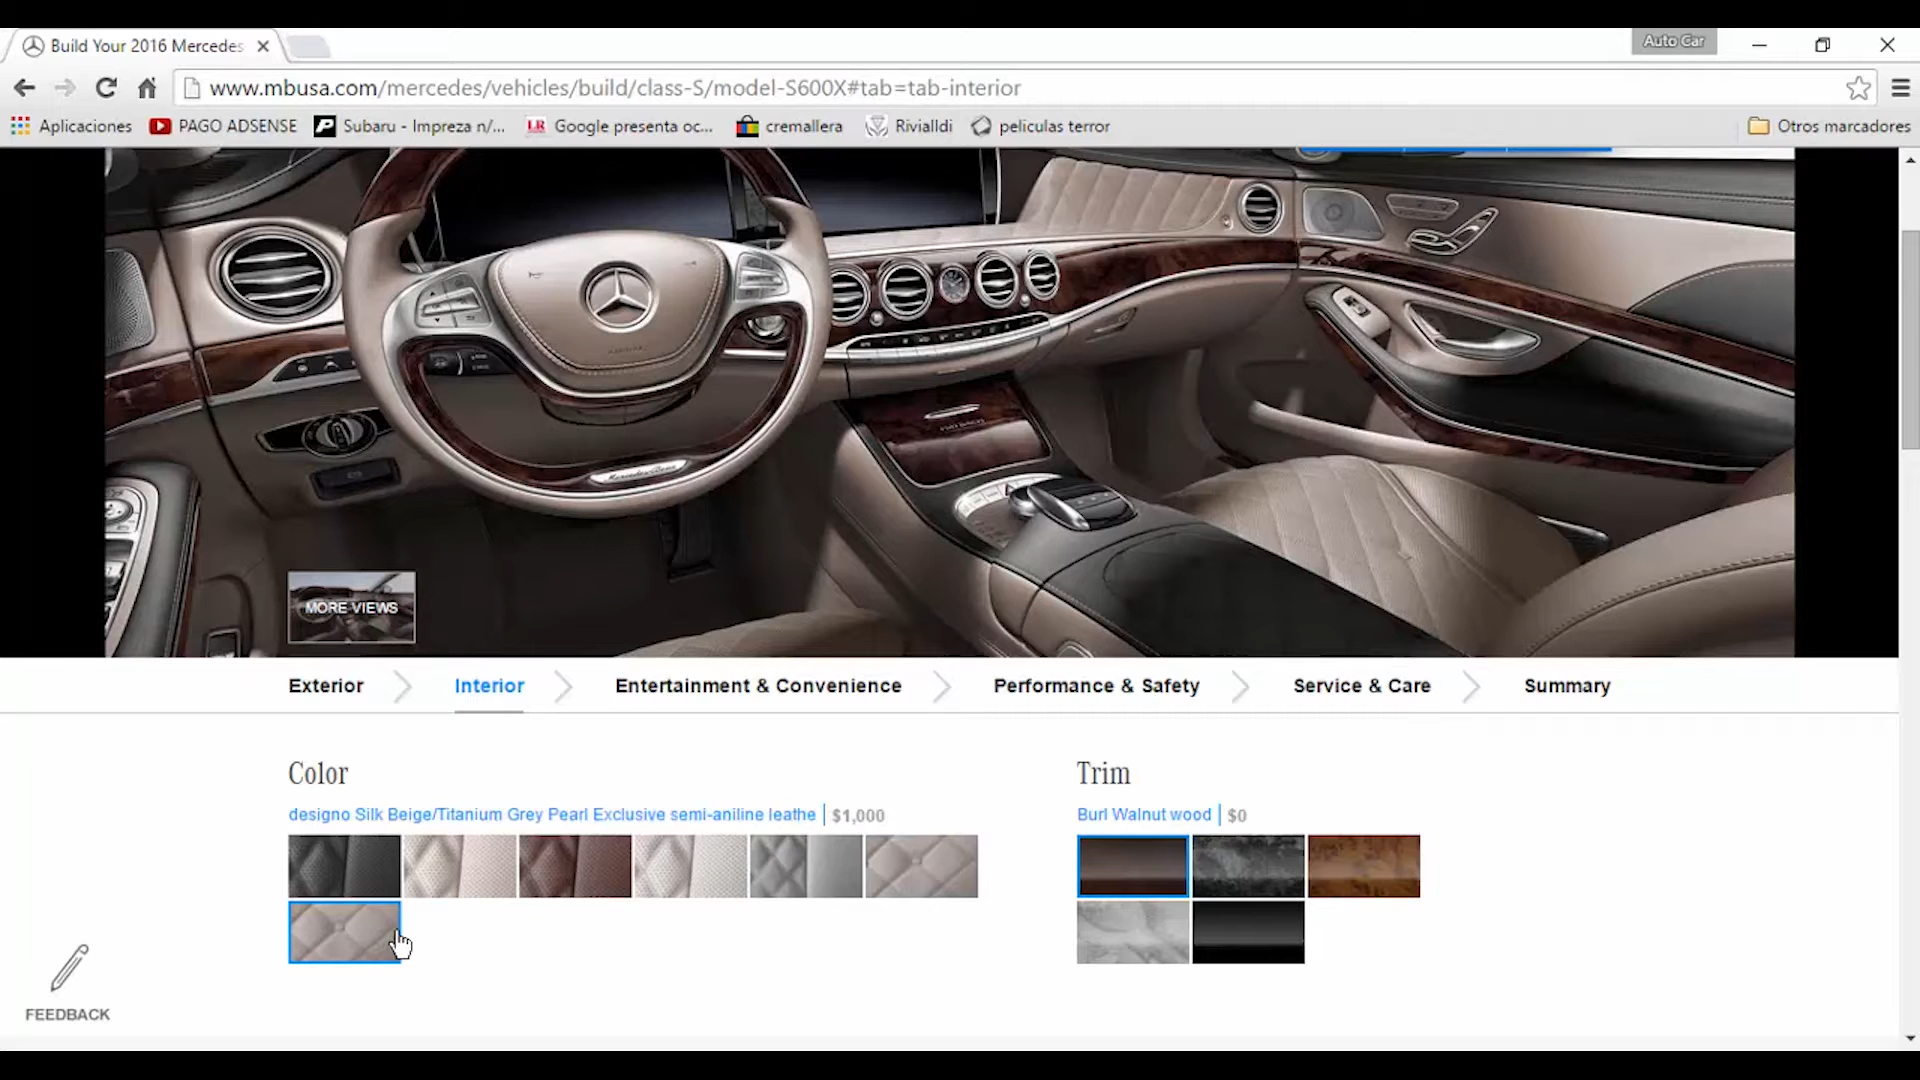 Build Your 2016 Mercedes
Auto Car
www.mbusa.com/mercedes/vehicles/build/class-S/model-S600X#tab=tab-interior
Aplicaciones
PAGO ADSENSE
Subaru - Impreza n/...
LR
Google presenta oc...
cremallera
Rivialldi
peliculas terror
Otros marcadores
MORE VIEWS
Exterior
Interior
Entertainment & Convenience
Performance & Safety
Service & Care
Summary
Color
designo Silk Beige/Titanium Grey Pearl Exclusive semi-aniline leathe | $1,000
Trim
Burl Walnut wood | $0
FEEDBACK